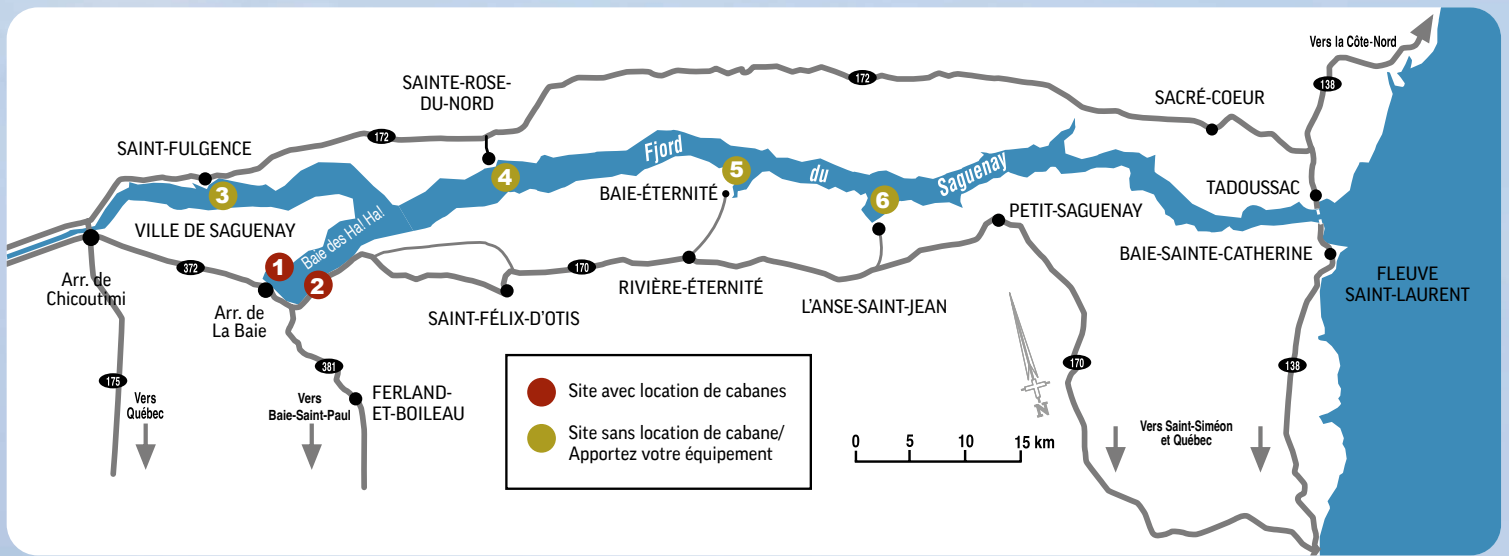 Vers la Côte-Nord
138
172
SAINTE-ROSE-
DU-NORD
SACRÉ-COEUR
172
SAINT-FULGENCE
Fjord
du
Saguenay
5
4
6
3
BAIE-ÉTERNITÉ
TADOUSSAC
PETIT-SAGUENAY
VILLE DE SAGUENAY
Baie des Ha! Ha!
BAIE-SAINTE-CATHERINE
1
2
372
170
Arr. de
Chicoutimi
RIVIÈRE-ÉTERNITÉ
FLEUVE
SAINT-LAURENT
L'ANSE-SAINT-JEAN
Arr. de
La Baie
SAINT-FÉLIX-D'OTIS
381
170
138
175
Vers
Québec
Vers
Baie-Saint-Paul
FERLAND-
ET-BOILEAU
Site avec location de cabanes
Site sans location de cabane/
Apportez votre équipement
N
0 5 10 15 km
Vers Saint-Siméon
et Québec